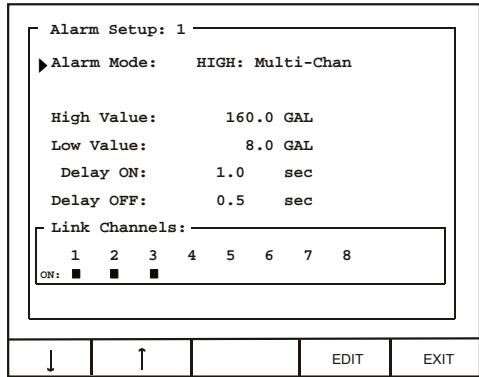 Alarm Setup: 1
Alarm Mode: HIGH: Multi-Chan
High Value: 160.0 GAL
Low Value: 8.0 GAL
Delay ON: 1.0 sec
Delay OFF: 0.5 sec
Link Channels:
1 2 3 4 5 6 7 8
ON:
↓ ↑ EDIT EXIT